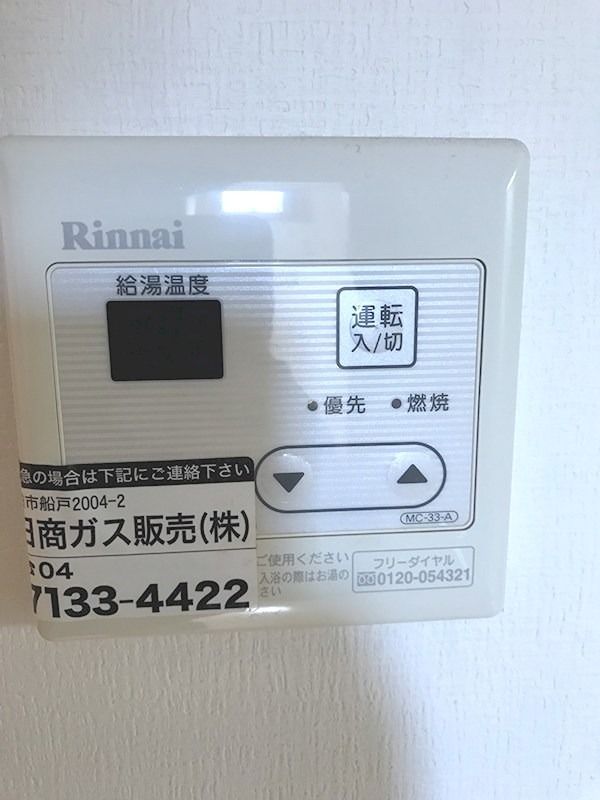 Rinnai
給湯温度
運転
入/切
優先
燃焼
MC-33-A
急の場合は下記にご連絡下さい
市船戸2004-2
日商ガス販売(株)
04
7133-4422
ご使用ください
入浴の際はお湯の
さい
フリーダイヤル
0120-054321